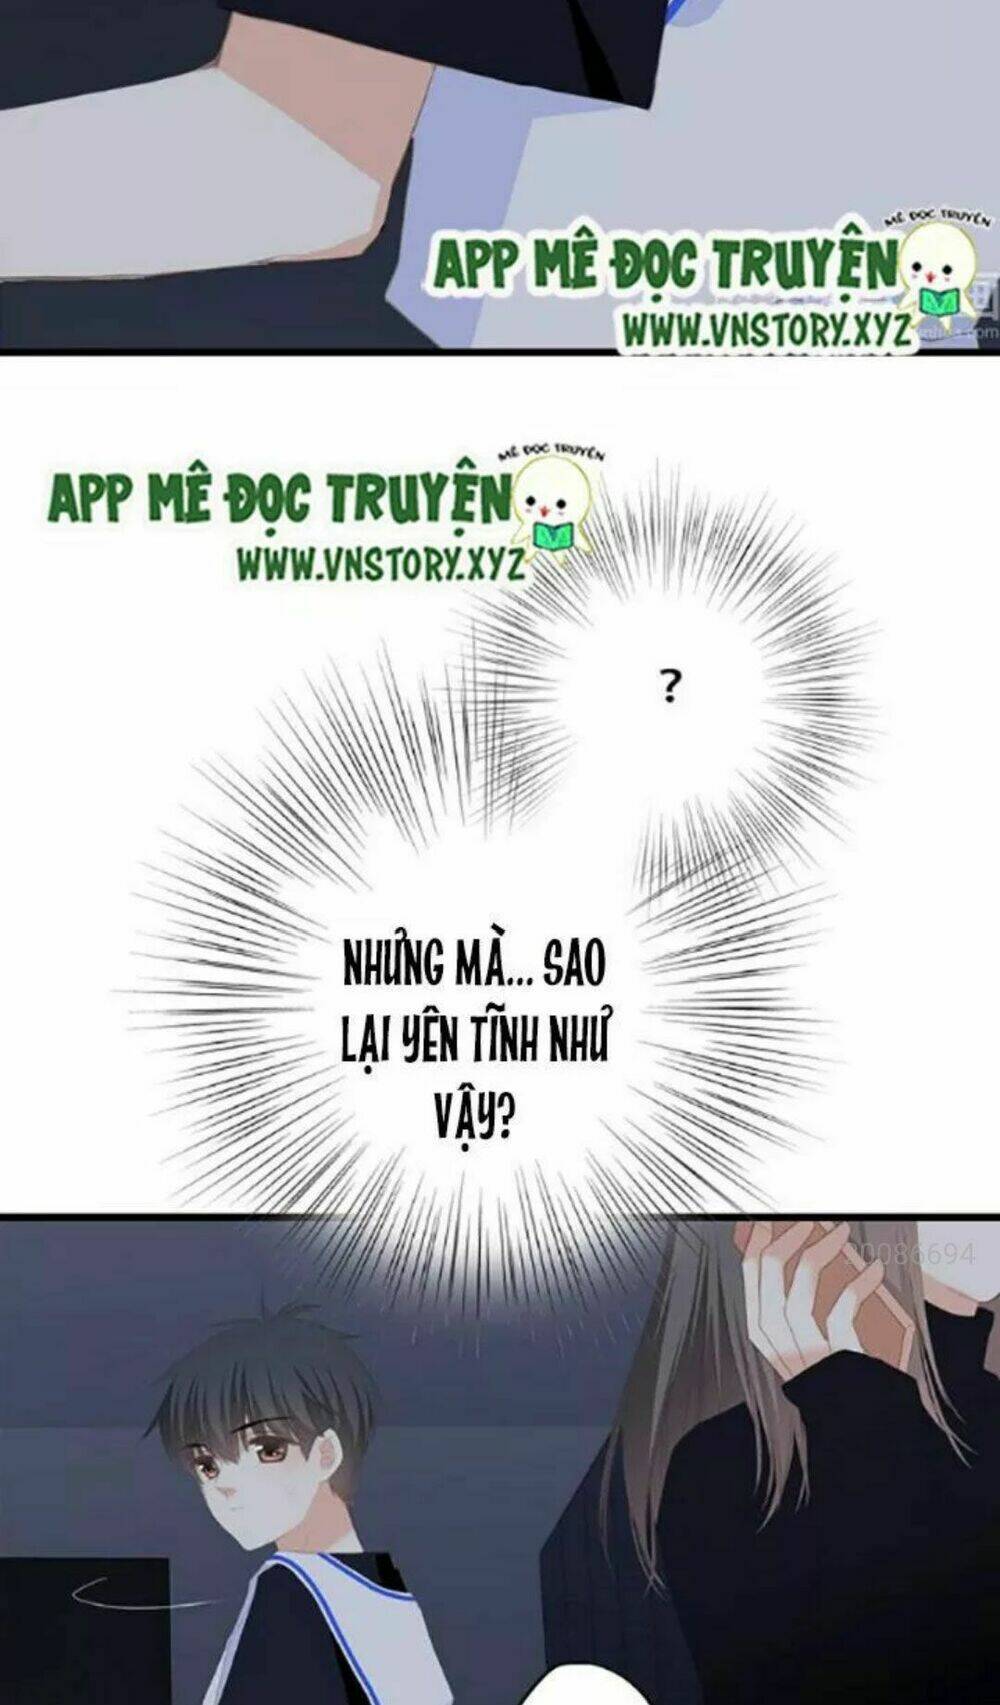 MÊ ĐỌC TRUYỆN
APP MÊ ĐỌC TRUYỆN
WWW.VNSTORY.XYZ
MÊ ĐỌC TRUYỆN
APP MÊ ĐỌC TRUYỆN
WWW.VNSTORY.XYZ
?
NHƯNG MÀ... SAO
LẠI YÊN TĨNH NHƯ
VẬY?
20086694